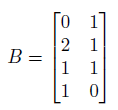 B = [0 1
2 1
1 1
1 0]